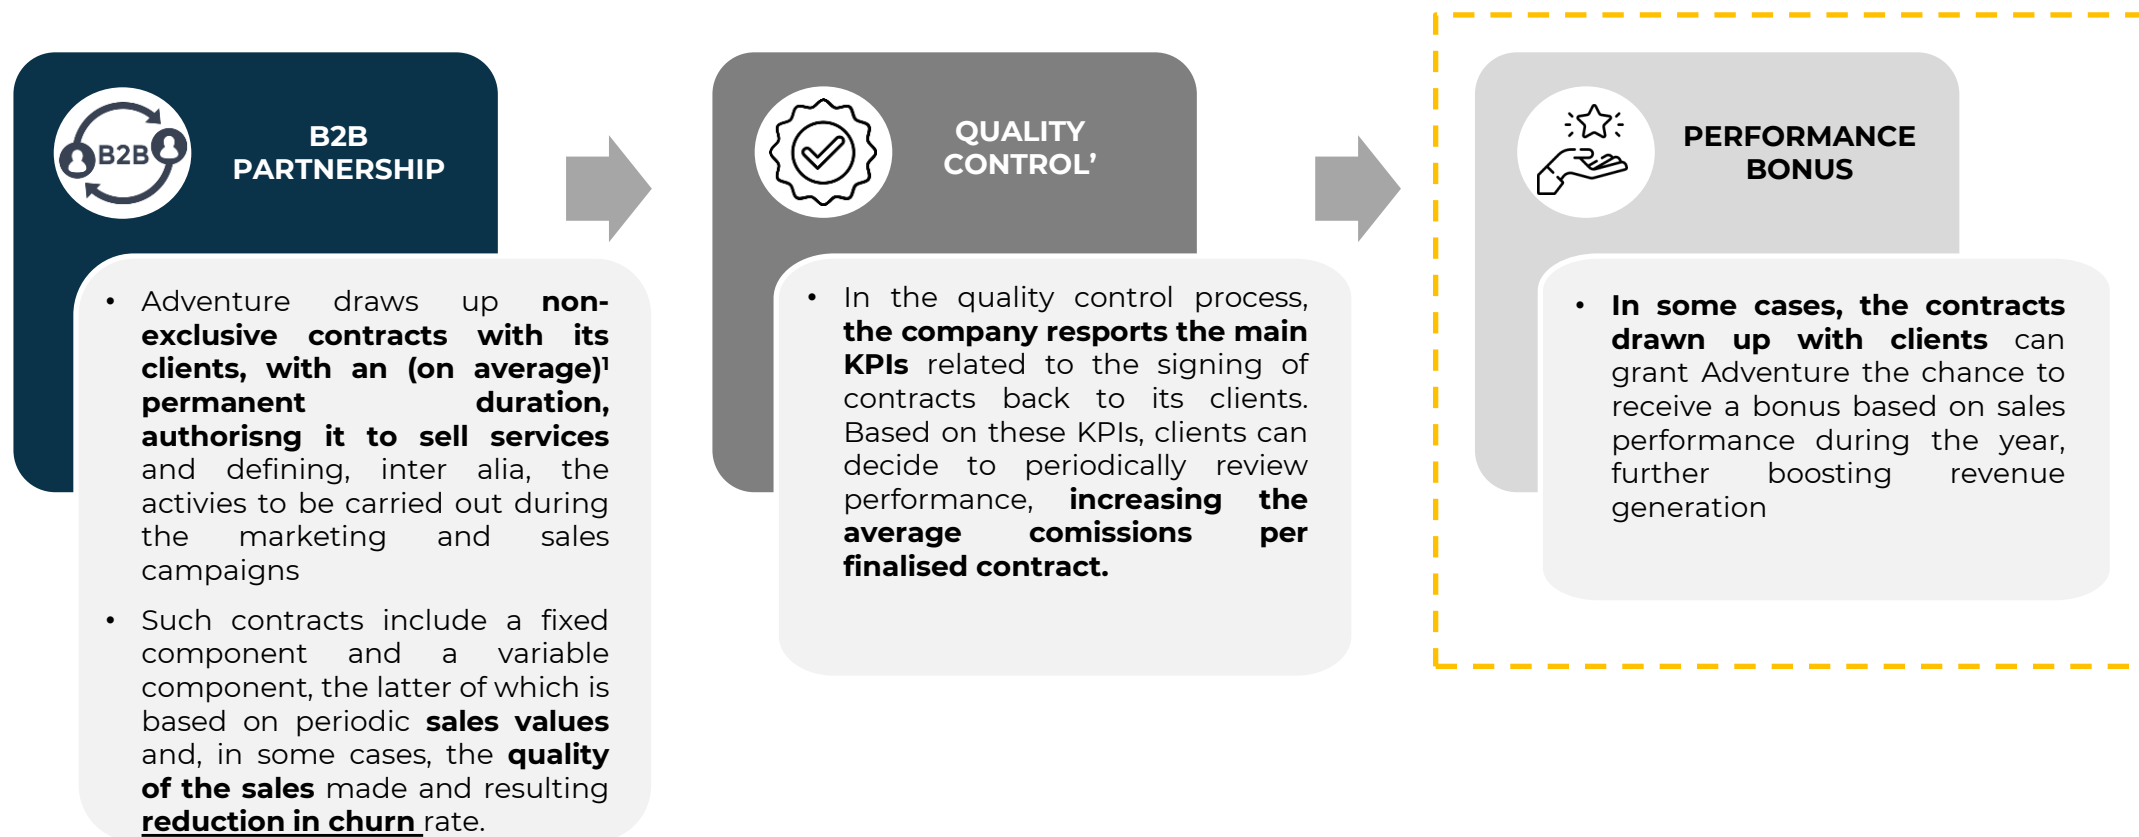 B2B
B2B
PARTNERSHIP
• Adventure draws up non-
exclusive contracts with its
clients, with an (on average)¹
permanent duration,
authorisng it to sell services
and defining, inter alia, the
activies to be carried out during
the marketing and sales
campaigns
• Such contracts include a fixed
component and a variable
component, the latter of which is
based on periodic sales values
and, in some cases, the quality
of the sales made and resulting
reduction in churn rate.
QUALITY
CONTROL’
• In the quality control process,
the company resports the main
KPIs related to the signing of
contracts back to its clients.
Based on these KPIs, clients can
decide to periodically review
performance, increasing the
average comissions per
finalised contract.
PERFORMANCE
BONUS
• In some cases, the contracts
drawn up with clients can
grant Adventure the chance to
receive a bonus based on sales
performance during the year,
further boosting revenue
generation